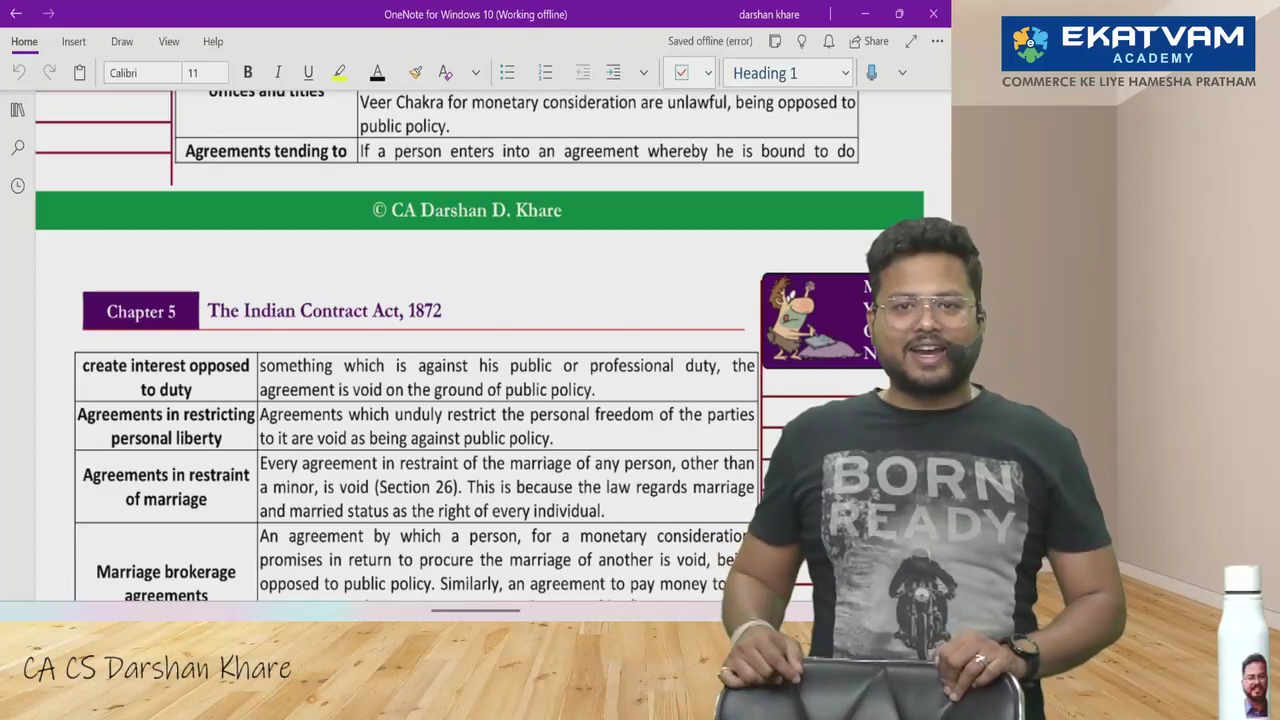 OneNote for Windows 10 (Working offline)
darshan khare
Home
Insert
Draw
View
Help
Saved offline (error)
Share
Calibri
11
B
I
U
A
A
Heading 1
EKATVAM
ACADEMY
COMMERCE KE LIYE HAMESHA PRATHAM
offices and titles
Veer Chakra for monetary consideration are unlawful, being opposed to
public policy.
Agreements tending to
If a person enters into an agreement whereby he is bound to do
© CA Darshan D. Khare
Chapter 5
The Indian Contract Act, 1872
M
Y
N
create interest opposed
to duty
something which is against his public or professional duty, the
agreement is void on the ground of public policy.
Agreements in restricting
personal liberty
Agreements which unduly restrict the personal freedom of the parties
to it are void as being against public policy.
Agreements in restraint
of marriage
Every agreement in restraint of the marriage of any person, other than
a minor, is void (Section 26). This is because the law regards marriage
and married status as the right of every individual.
Marriage brokerage
agreements
An agreement by which a person, for a monetary consideration
promises in return to procure the marriage of another is void,
opposed to public policy. Similarly, an agreement to pay money to
BORN
READY
CA CS Darshan Khare